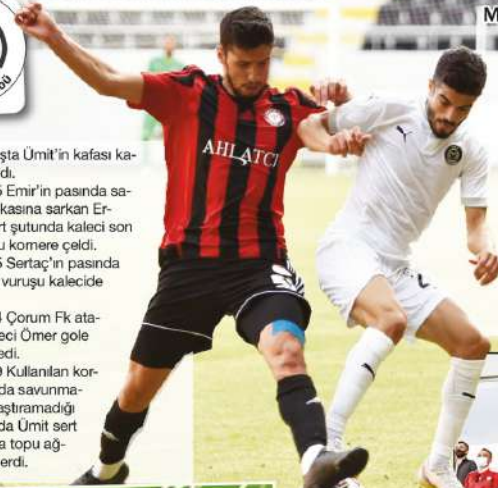 M
şta Ümit'in kafası ka-
dı.
Emir'in pasında sa-
kasına sarkan Er-
rt şutunda kaleci son
u kornere çeldi.
Sertaç'ın pasında
vuruşu kalecide
Çorum Fk ata-
eci Ömer gole
edi.
Kullanılan kor-
da savunma-
aştıramadığı
da Ümit sert
a topu ağ-
erdi.
AHLATCI